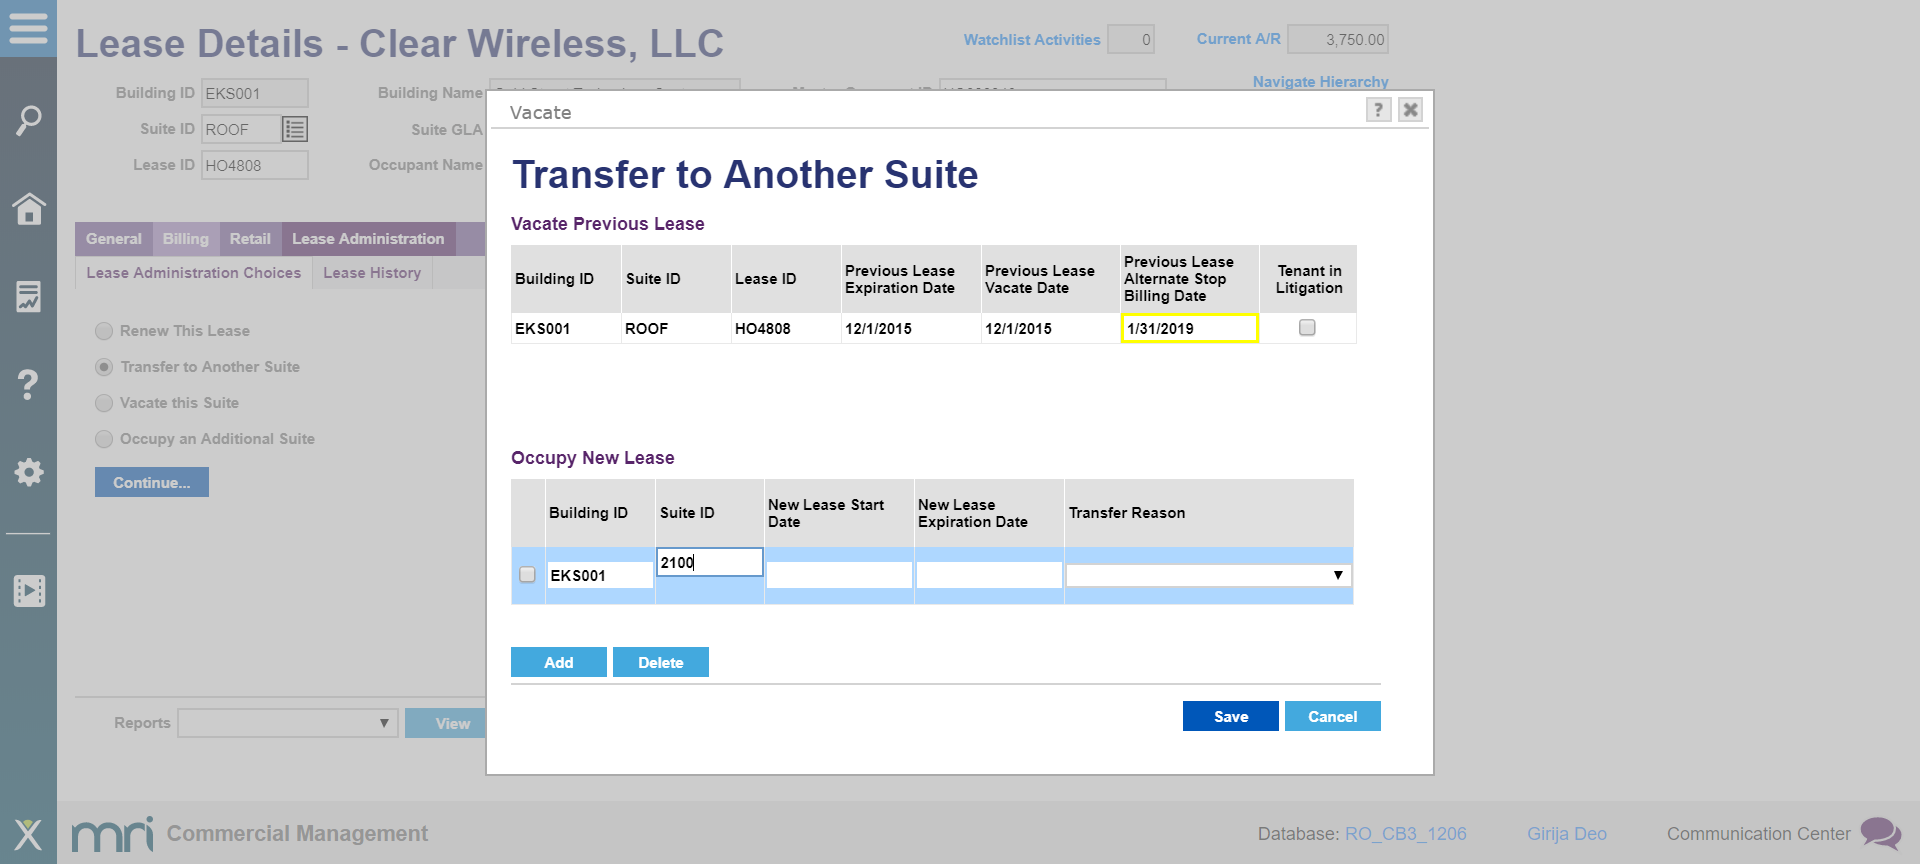 Lease Details - Clear Wireless, LLC
Watchlist Activities 0 Current A/R 3,750.00
Navigate Hierarchy
Building ID EKS001 Building Name
Suite ID ROOF Suite GLA
Lease ID HO4808 Occupant Name
General Billing Retail Lease Administration
Lease Administration Choices Lease History
Renew This Lease
Transfer to Another Suite
Vacate this Suite
Occupy an Additional Suite
Continue...
Reports View
Vacate ?
Transfer to Another Suite
Vacate Previous Lease
Building ID Suite ID Lease ID Previous Lease Expiration Date Previous Lease Vacate Date Previous Lease Alternate Stop Billing Date Tenant in Litigation
EKS001 ROOF HO4808 12/1/2015 12/1/2015 1/31/2019
Occupy New Lease
Building ID Suite ID New Lease Start Date New Lease Expiration Date Transfer Reason
EKS001 2100
Add Delete
Save Cancel
mri Commercial Management
Database: RO_CB3_1206 Girija Deo Communication Center